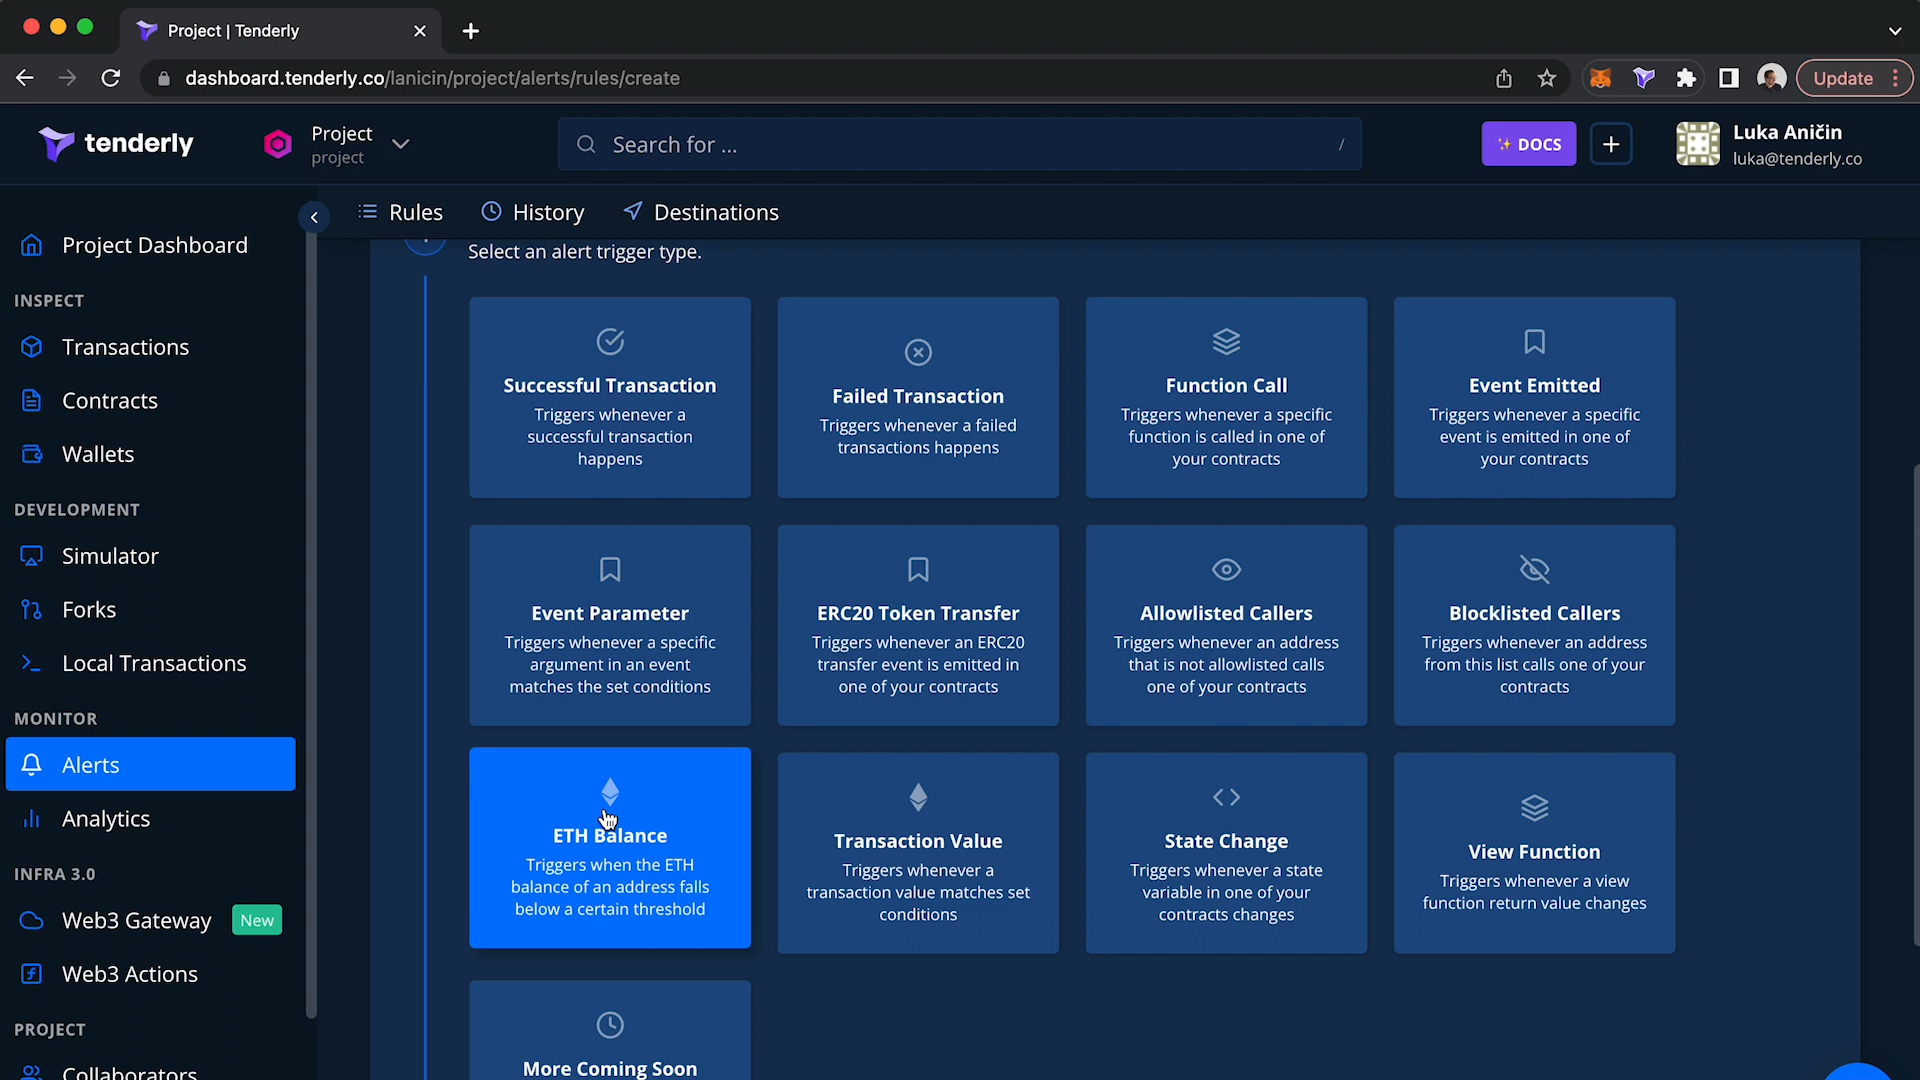 Project | Tenderly
dashboard.tenderly.co/lanicin/project/alerts/rules/create
Update
tenderly
Project
project
Search for ...
/
DOCS
Luka Aničin
luka@tenderly.co
Rules
History
Destinations
Project Dashboard
INSPECT
Transactions
Contracts
Wallets
DEVELOPMENT
Simulator
Forks
Local Transactions
MONITOR
Alerts
Analytics
INFRA 3.0
Web3 Gateway
New
Web3 Actions
PROJECT
Collaborators
Select an alert trigger type.
Successful Transaction
Triggers whenever a
successful transaction
happens
Failed Transaction
Triggers whenever a failed
transactions happens
Function Call
Triggers whenever a specific
function is called in one of
your contracts
Event Emitted
Triggers whenever a specific
event is emitted in one of
your contracts
Event Parameter
Triggers whenever a specific
argument in an event
matches the set conditions
ERC20 Token Transfer
Triggers whenever an ERC20
transfer event is emitted in
one of your contracts
Allowlisted Callers
Triggers whenever an address
that is not allowlisted calls
one of your contracts
Blocklisted Callers
Triggers whenever an address
from this list calls one of your
contracts
ETH Balance
Triggers when the ETH
balance of an address falls
below a certain threshold
Transaction Value
Triggers whenever a
transaction value matches set
conditions
State Change
Triggers whenever a state
variable in one of your
contracts changes
View Function
Triggers whenever a view
function return value changes
More Coming Soon